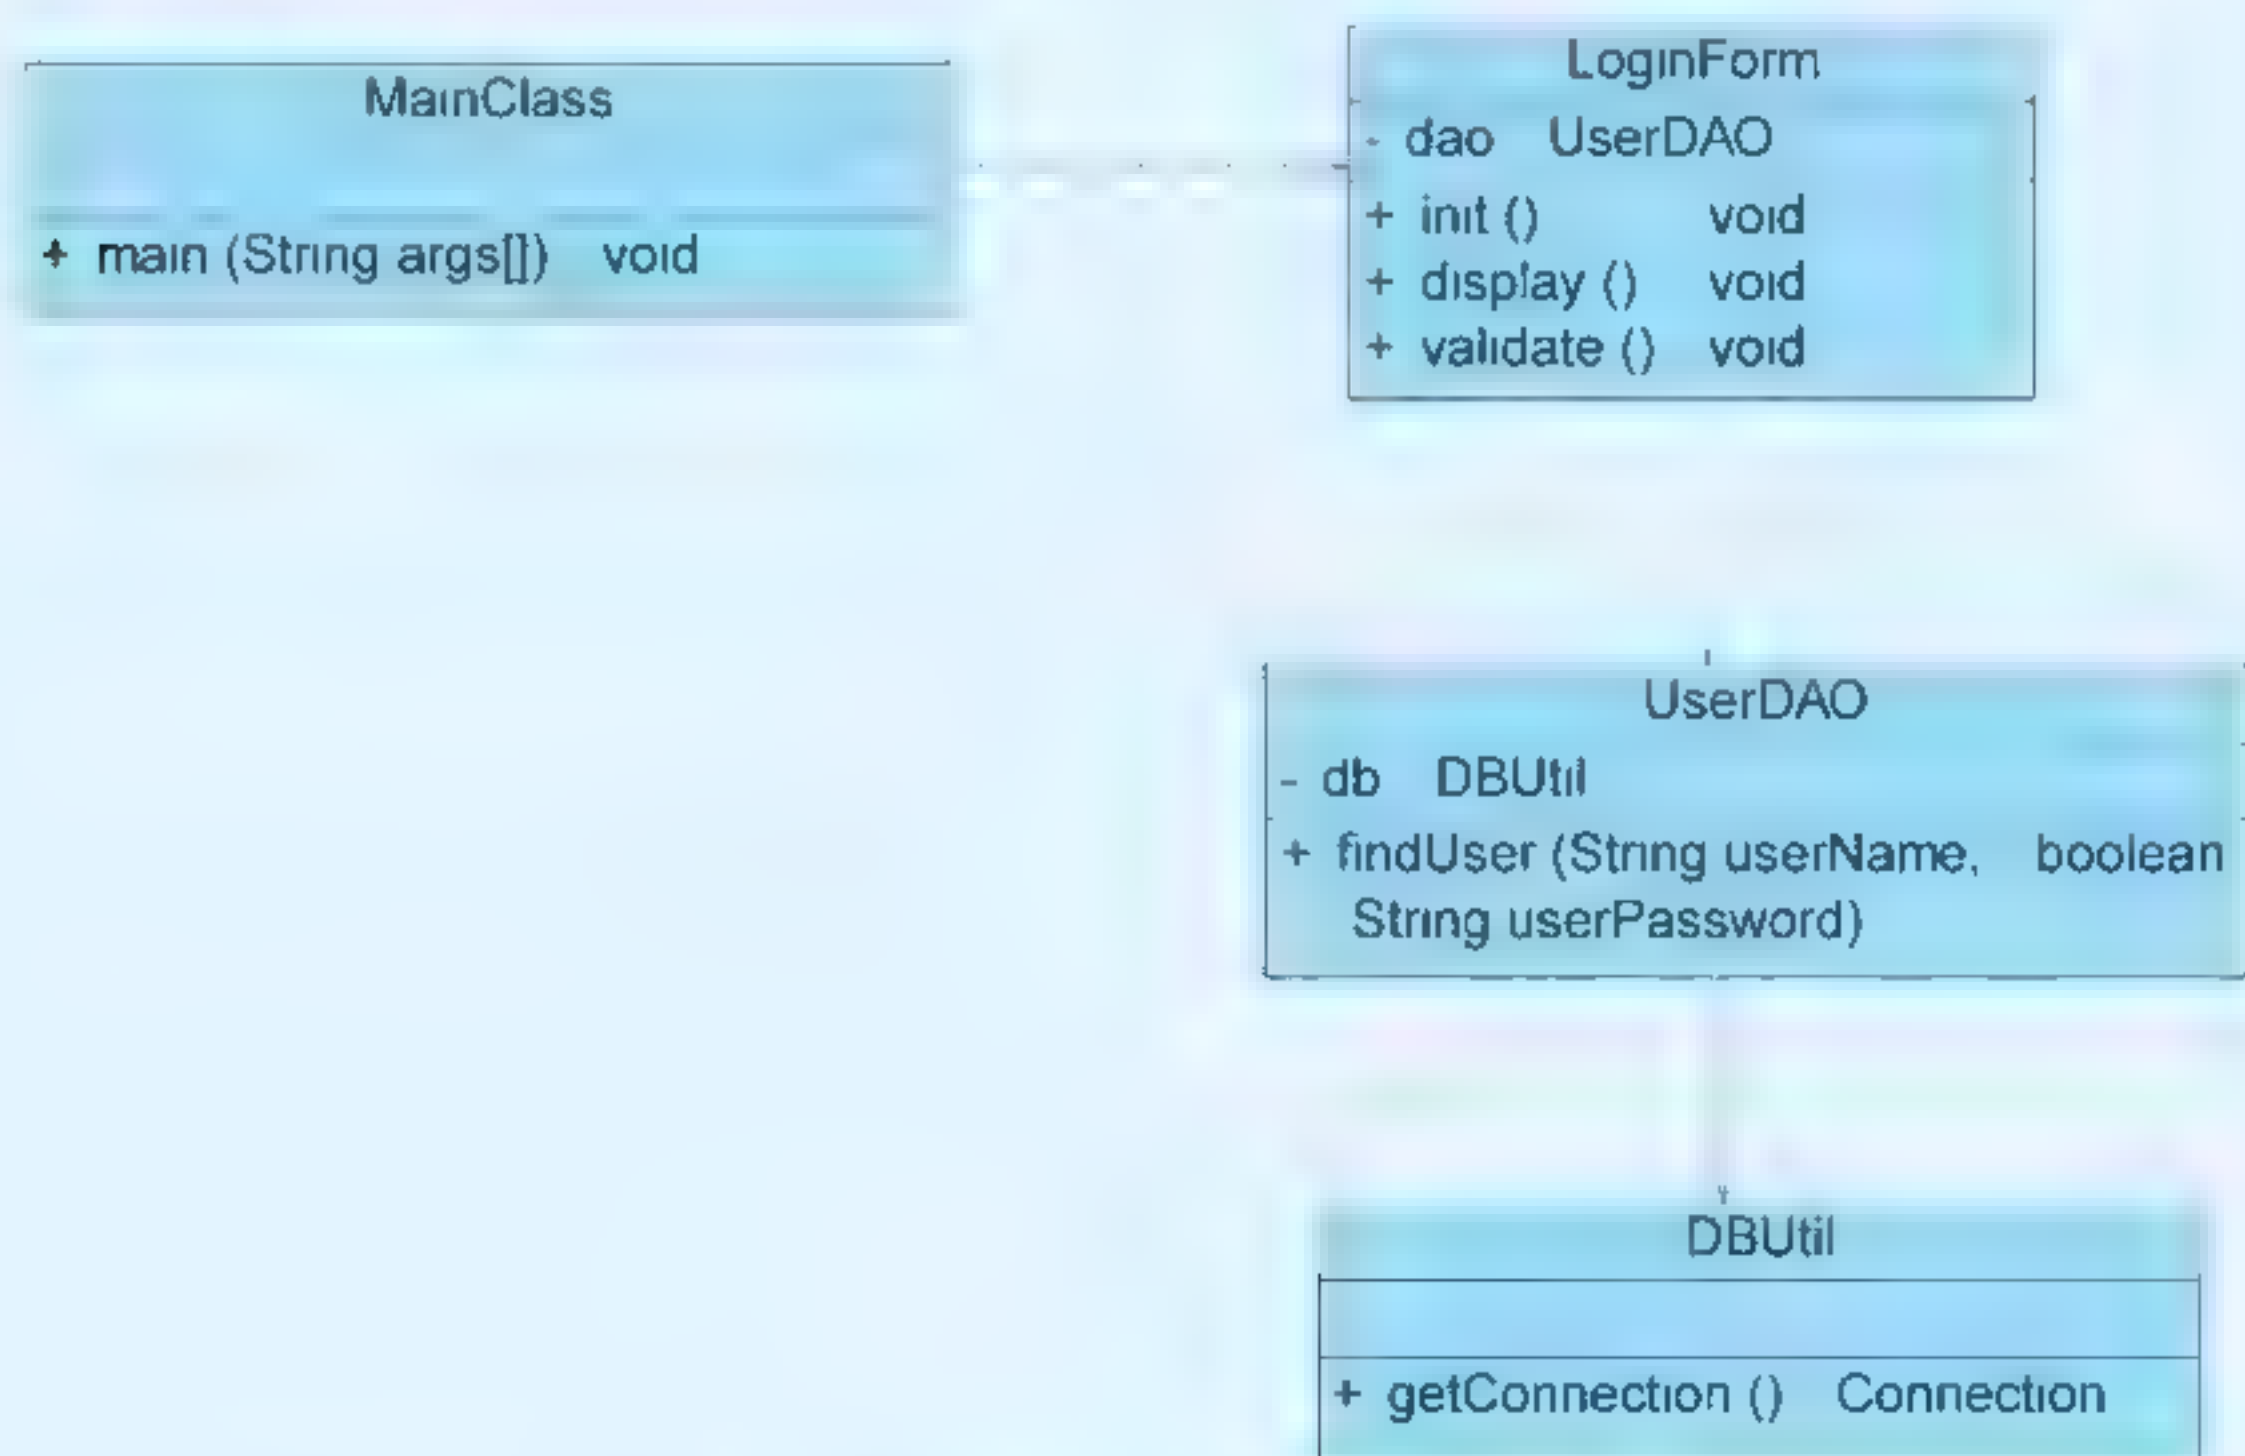 MainClass
+ main (String args[]) void
LoginForm
- dao UserDAO
+ init () void
+ display () void
+ validate () void
UserDAO
- db DBUtil
+ findUser (String userName, boolean
String userPassword)
DBUtil
+ getConnection () Connection